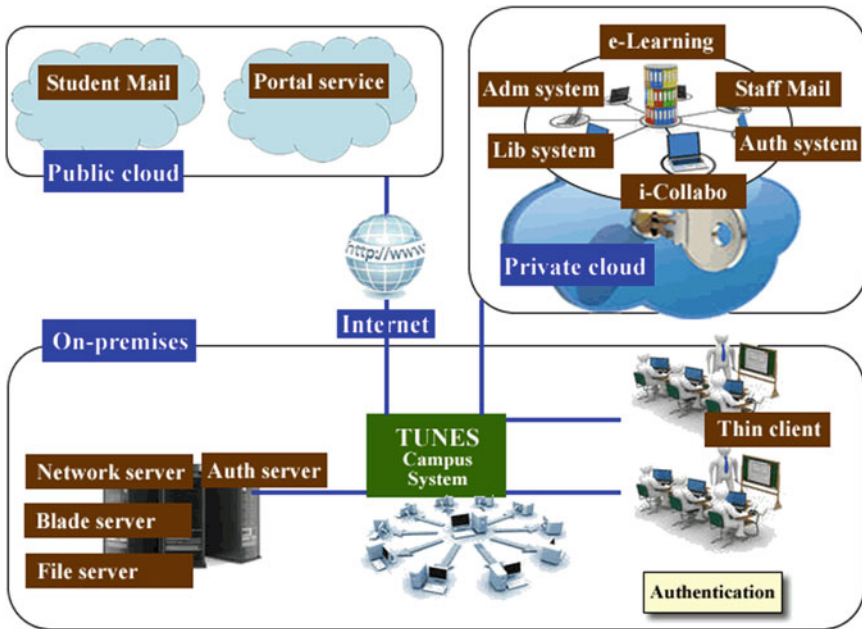 Student Mail
Portal service
Public cloud
e-Learning
Adm system
Staff Mail
Lib system
Auth system
i-Collabo
Private cloud
http://www
Internet
On-premises
TUNES
Campus
System
Thin client
Network server
Auth server
Blade server
File server
Authentication